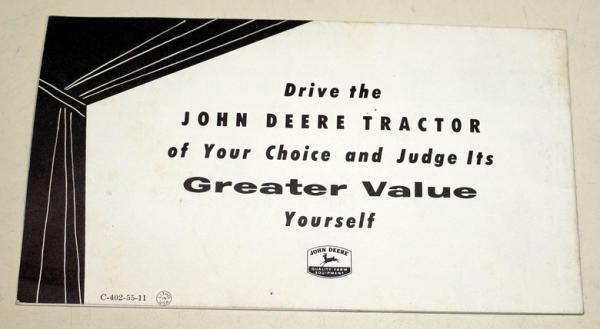 Drive the
JOHN DEERE TRACTOR
of Your Choice and Judge Its
Greater Value
Yourself
JOHN DEERE
QUALITY FARM
EQUIPMENT
C-402-55-11